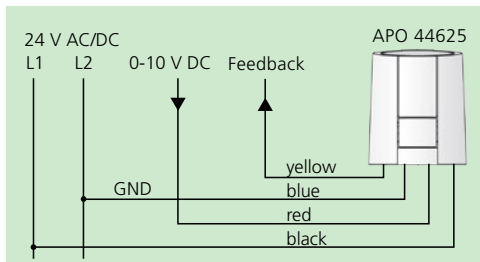 24 V AC/DC
APO 44625
L1 L2 0-10 V DC Feedback
yellow
GND blue
red
black